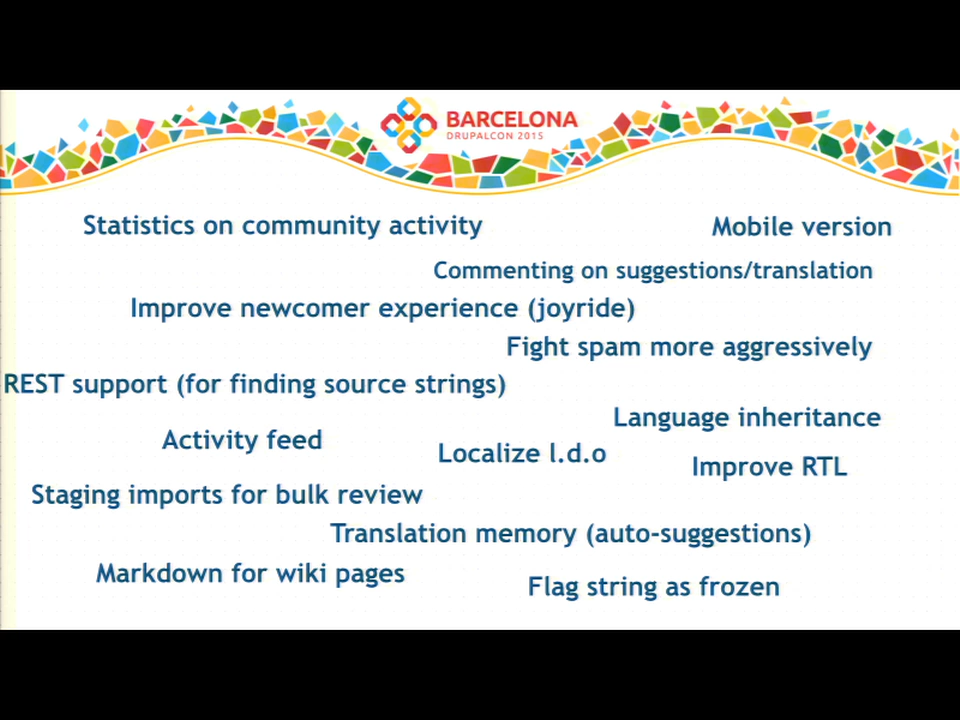 BARCELONA
DRUPALCON 2015
Statistics on community activity
Mobile version
Commenting on suggestions/translation
Improve newcomer experience (joyride)
Fight spam more aggressively
REST support (for finding source strings)
Language inheritance
Activity feed
Localize l.d.o
Improve RTL
Staging imports for bulk review
Translation memory (auto-suggestions)
Markdown for wiki pages
Flag string as frozen